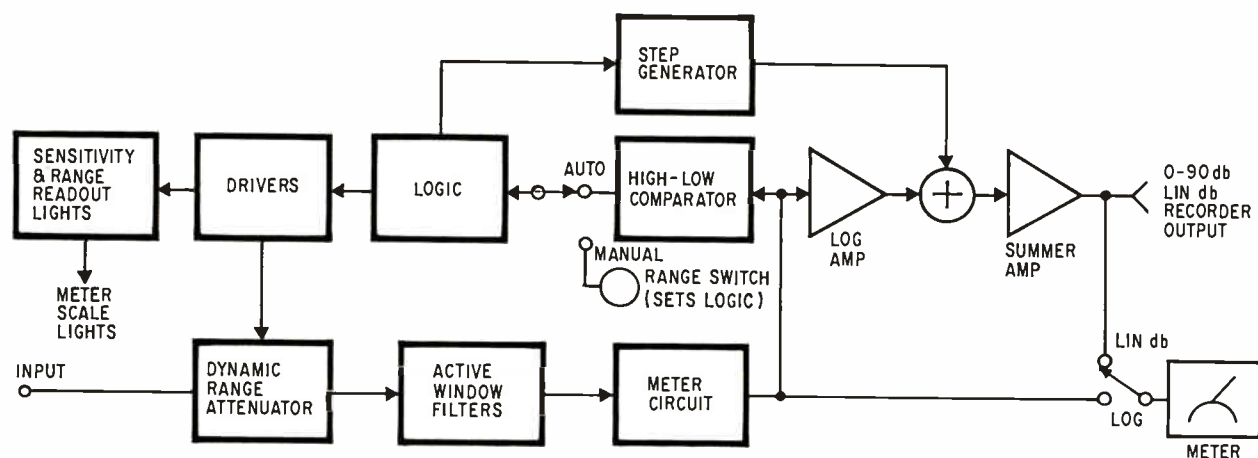 STEP
GENERATOR
SENSITIVITY
& RANGE
READOUT
LIGHTS
DRIVERS
LOGIC
AUTO
HIGH-LOW
COMPARATOR
LOG
AMP
+
SUMMER
AMP
0-90db
LIN db
RECORDER
OUTPUT
MANUAL
RANGE SWITCH
(SETS LOGIC)
METER
SCALE
LIGHTS
INPUT
DYNAMIC
RANGE
ATTENUATOR
ACTIVE
WINDOW
FILTERS
METER
CIRCUIT
LIN db
LOG
METER